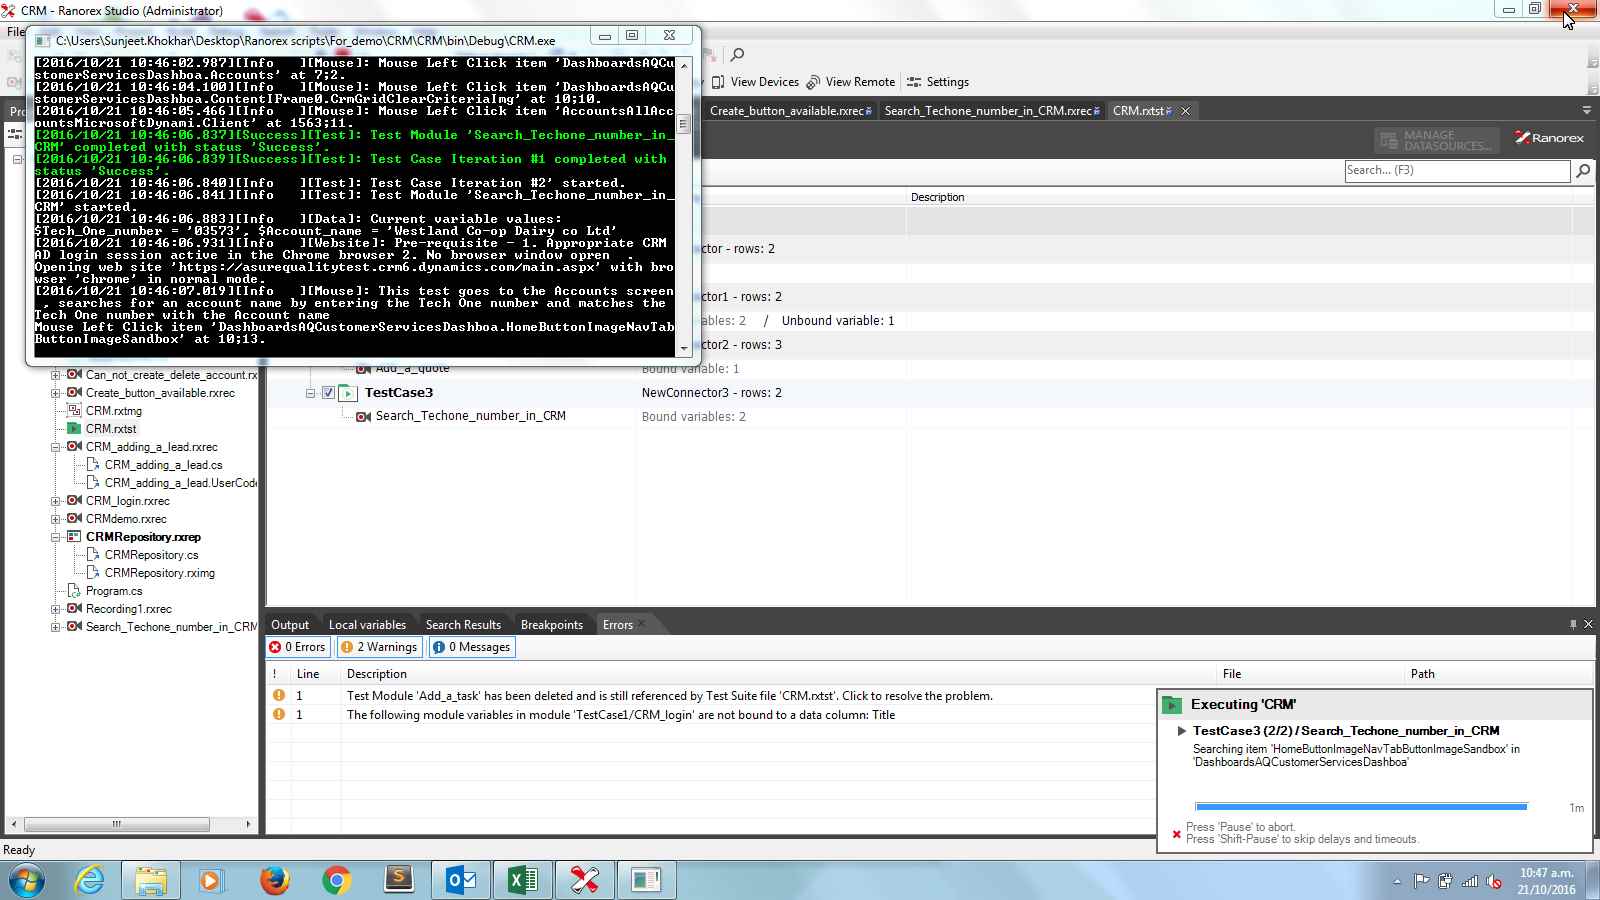 CRM - Ranorex Studio (Administrator)
File
C:\Users\Sunjeet.Khokhar\Desktop\Ranorex scripts\For_demo\CRM\CRM\bin\Debug\CRM.exe
[2016/10/21 10:46:02.987][Info   ][Mouse]: Mouse Left Click item 'DashboardsAQCu
stomerServicesDashboa.Accounts' at 7;2.
[2016/10/21 10:46:04.100][Info   ][Mouse]: Mouse Left Click item 'DashboardsAQCu
stomerServicesDashboa.ContentIFrame0.CrmGridClearCriteriaImg' at 10;10.
[2016/10/21 10:46:05.466][Info   ][Mouse]: Mouse Left Click item 'AccountsAllAcc
ountsMicrosoftDynami.Client' at 1563;11.
[2016/10/21 10:46:06.837][Success][Test]: Test Module 'Search_Techone_number_in_
CRM' completed with status 'Success'.
[2016/10/21 10:46:06.839][Success][Test]: Test Case Iteration #1 completed with
status 'Success'.
[2016/10/21 10:46:06.840][Info   ][Test]: Test Case Iteration #2' started.
[2016/10/21 10:46:06.841][Info   ][Test]: Test Module 'Search_Techone_number_in_
CRM' started.
[2016/10/21 10:46:06.883][Info   ][Data]: Current variable values:
$Tech_One_number = '03573', $Account_name = 'Westland Co-op Dairy co Ltd'
[2016/10/21 10:46:06.931][Info   ][Website]: Pre-requisite - 1. Appropriate CRM
AD login session active in the Chrome browser 2. No browser window opren  .
Opening web site 'https://asurequalitytest.crm6.dynamics.com/main.aspx' with bro
wser 'chrome' in normal mode.
[2016/10/21 10:46:07.019][Info   ][Mouse]: This test goes to the Accounts screen
, searches for an account name by entering the Tech One number and matches the
Tech One number with the Account name
Mouse Left Click item 'DashboardsAQCustomerServicesDashboa.HomeButtonImageNavTab
ButtonImageSandbox' at 10;13.
View Devices
View Remote
Settings
Pro
Create_button_available.rxrec
Search_Techone_number_in_CRM.rxrec
CRM.rxtst
MANAGE
DATASOURCES...
Ranorex
Search... (F3)
Description
ctor - rows: 2
ctor1 - rows: 2
ables: 2 / Unbound variable: 1
ctor2 - rows: 3
Add_a_quote
Bound variable: 1
TestCase3
NewConnector3 - rows: 2
Search_Techone_number_in_CRM
Bound variables: 2
Can_not_create_delete_account.rx
Create_button_available.rxrec
CRM.rxtmg
CRM.rxtst
CRM_adding_a_lead.rxrec
CRM_adding_a_lead.cs
CRM_adding_a_lead.UserCode
CRM_login.rxrec
CRMdemo.rxrec
CRMRepository.rxrep
CRMRepository.cs
CRMRepository.rximg
Program.cs
Recording1.rxrec
Search_Techone_number_in_CRM
Output
Local variables
Search Results
Breakpoints
Errors
0 Errors
2 Warnings
0 Messages
!
Line
Description
File
Path
1
Test Module 'Add_a_task' has been deleted and is still referenced by Test Suite file 'CRM.rxtst'. Click to resolve the problem.
1
The following module variables in module 'TestCase1/CRM_login' are not bound to a data column: Title
Executing 'CRM'
TestCase3 (2/2) / Search_Techone_number_in_CRM
Searching item 'HomeButtonImageNavTabButtonImageSandbox' in
'DashboardsAQCustomerServicesDashboa'
1m
Press 'Pause' to abort.
Press 'Shift-Pause' to skip delays and timeouts.
Ready
10:47 a.m.
21/10/2016